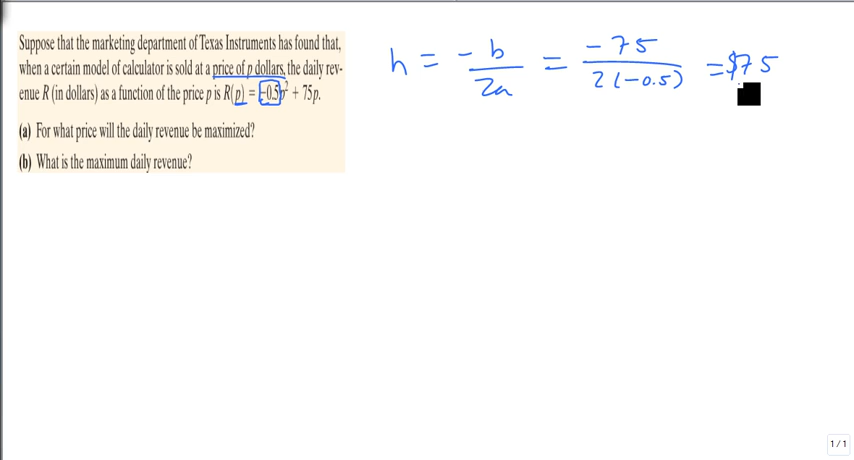 Suppose that the marketing department of Texas Instruments has found that,
when a certain model of calculator is sold at a price of p dollars, the daily rev-
enue R (in dollars) as a function of the price p is R(p) = −0.5p² + 75p.
(a) For what price will the daily revenue be maximized?
(b) What is the maximum daily revenue?
h = -b/2a = -75/2(-0.5) = $75
1 / 1